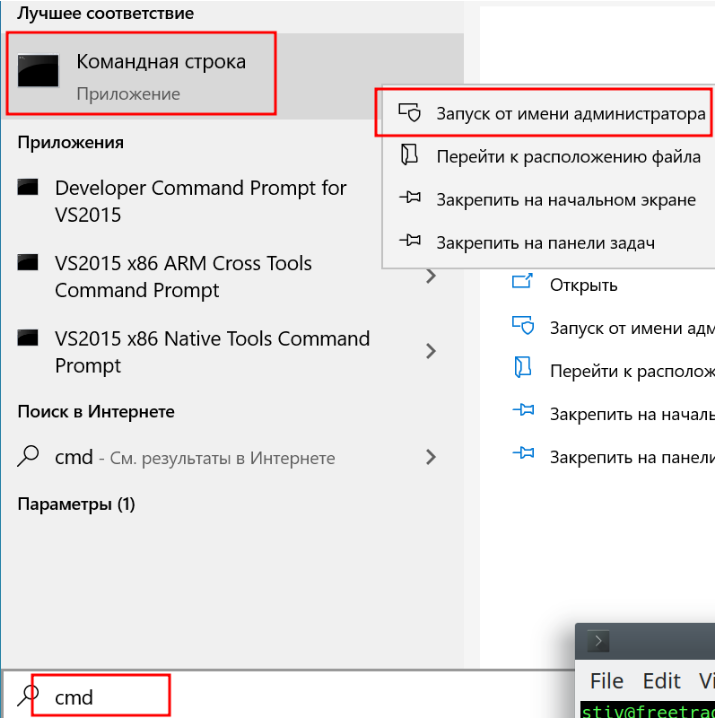 Лучшее соответствие
Командная строка
Приложение
Запуск от имени администратора
Перейти к расположению файла
Закрепить на начальном экране
Закрепить на панели задач
Приложения
Developer Command Prompt for
VS2015
VS2015 x86 ARM Cross Tools
Command Prompt
VS2015 x86 Native Tools Command
Prompt
Поиск в Интернете
cmd - См. результаты в Интернете
Параметры (1)
Открыть
Запуск от имени адм
Перейти к располож
Закрепить на началь
Закрепить на панели
cmd
File Edit Vi
stiv@freetrad